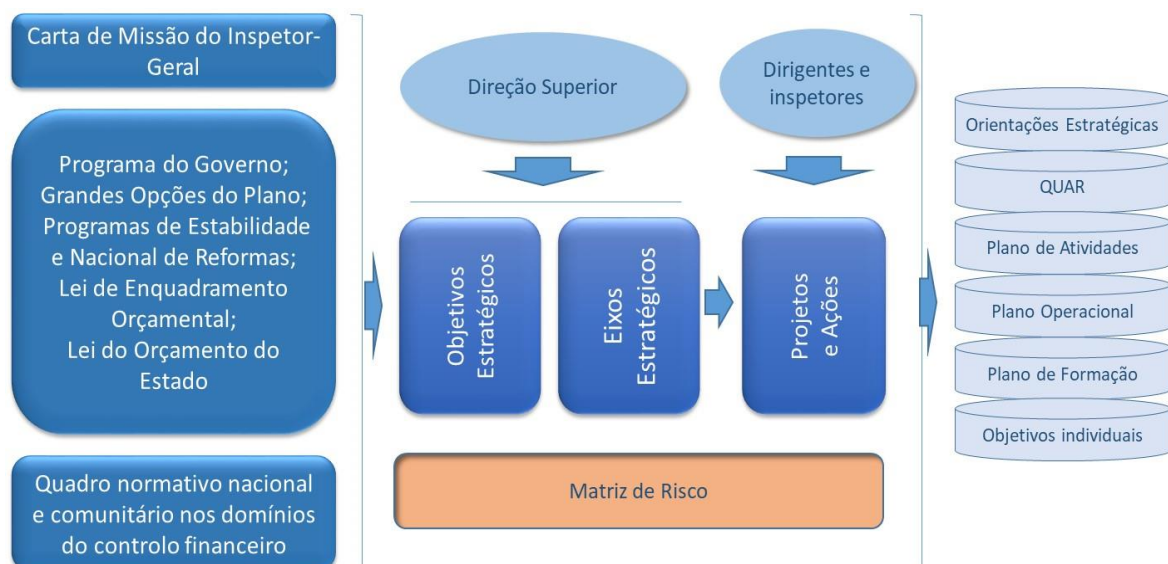 Carta de Missão do Inspetor-
Geral
Programa do Governo;
Grandes Opções do Plano;
Programas de Estabilidade
e Nacional de Reformas;
Lei de Enquadramento
Orçamental;
Lei do Orçamento do
Estado
Quadro normativo nacional
e comunitário nos domínios
do controlo financeiro
Direção Superior
Dirigentes e
inspetores
Objetivos
Estratégicos
Eixos
Estratégicos
Projetos
e Ações
Matriz de Risco
Orientações Estratégicas
QUAR
Plano de Atividades
Plano Operacional
Plano de Formação
Objetivos individuais